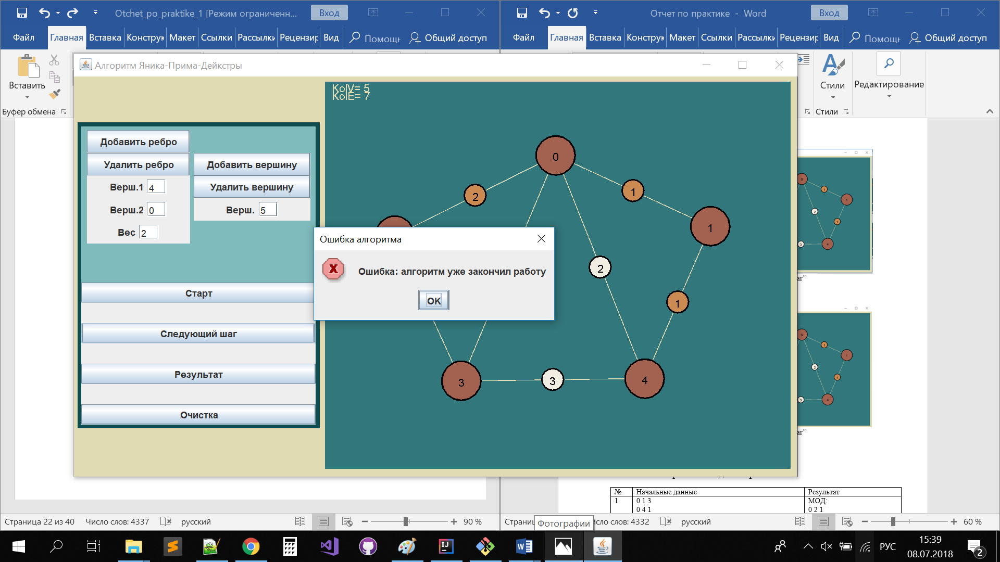 Otchet_po_praktike_1 [Режим ограниченн...
Вход
Отчет по практике - Word
Вход
Файл
Главная
Вставка
Конструк
Макет
Ссылки
Рассылки
Рецензир
Вид
Помощн
Общий доступ
Файл
Главная
Вставка
Конструк
Макет
Ссылки
Рассылки
Рецензир
Вид
Помощн
Общий доступ
Вставить
Буфер обмена
Стили
Редактирование
Стили
Алгоритм Яника-Прима-Дейкстры
KolV= 5
KolE= 7
Добавить ребро
Удалить ребро
Добавить вершину
Удалить вершину
Верш.1 4
Верш.2 0
Верш. 5
Вес 2
Старт
Следующий шаг
Результат
Очистка
0
2
1
1
2
1
3
3
4
Ошибка алгоритма
Ошибка: алгоритм уже закончил работу
OK
аг"
аг"
№ Начальные данные Результат
1 0 1 3 МОД:
0 4 1 0 2 1
Страница 22 из 40
Число слов: 4337
русский
90 %
Страниц
Фотографии
исло слов: 4332
русский
60 %
РУС
15:39
08.07.2018
2